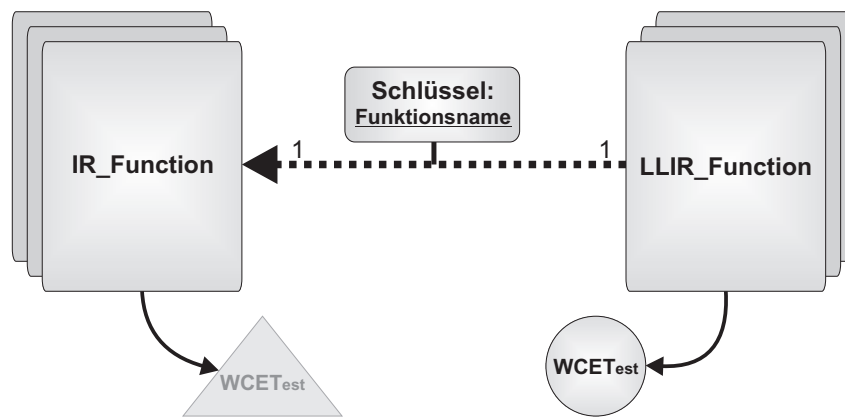 Schlüssel:
Funktionsname
1 1
IR_Function
LLIR_Function
WCETest
WCETest